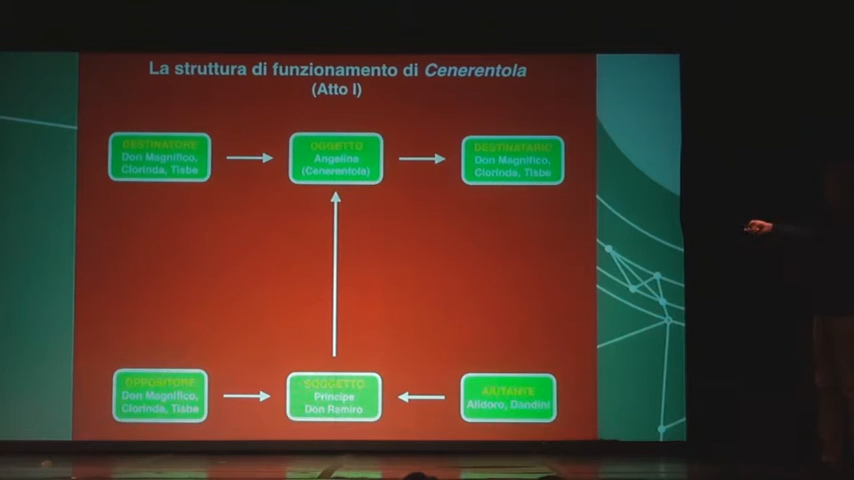 La struttura di funzionamento di Cenerentola
(Atto I)
DESTINATORE
Don Magnifico,
Clorinda, Tisbe
OGGETTO
Angelina
(Cenerentola)
DESTINATARIO
Don Magnifico,
Clorinda, Tisbe
OPPOSITORE
Don Magnifico,
Clorinda, Tisbe
SOGGETTO
Principe
Don Ramiro
AIUTANTE
Alidoro, Dandini